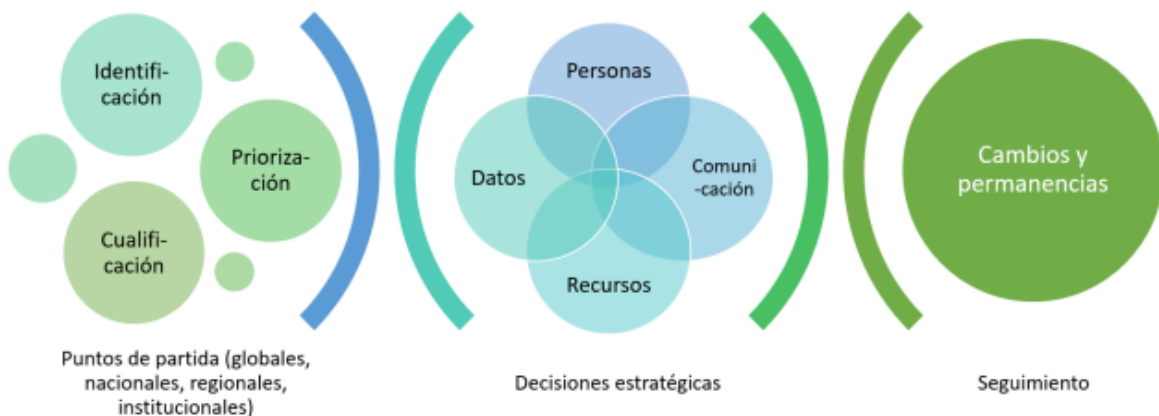 Identifi-
cación
Prioriza-
ción
Cualifi-
cación
Puntos de partida (globales,
nacionales, regionales,
institucionales)
Personas
Datos
Comuni
-cación
Recursos
Decisiones estratégicas
Cambios y
permanencias
Seguimiento